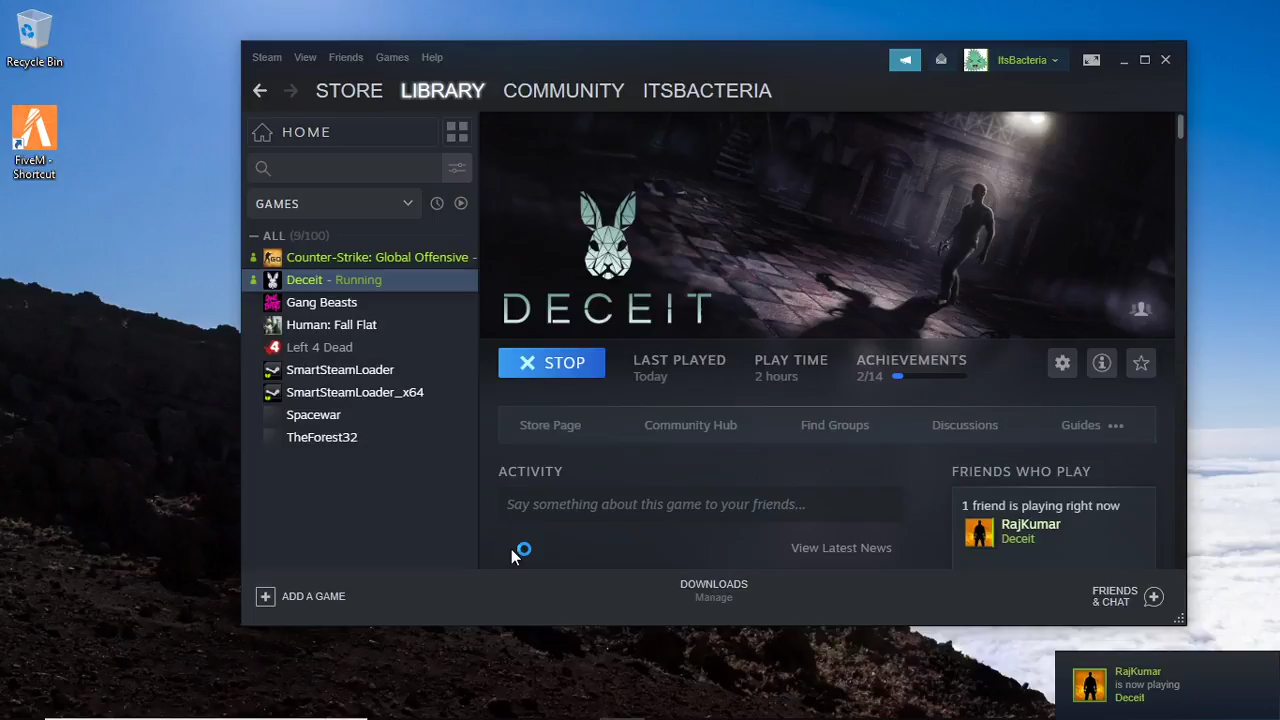 Recycle Bin
FiveM -
Shortcut
Steam View Friends Games Help
ItsBacteria
STORE LIBRARY COMMUNITY ITSBACTERIA
HOME
GAMES
ALL (9/100)
Counter-Strike: Global Offensive -
Deceit - Running
Gang Beasts
Human: Fall Flat
Left 4 Dead
SmartSteamLoader
SmartSteamLoader_x64
Spacewar
TheForest32
DECEIT
STOP
LAST PLAYED
Today
PLAY TIME
2 hours
ACHIEVEMENTS
2/14
Store Page Community Hub Find Groups Discussions Guides •••
ACTIVITY
Say something about this game to your friends...
View Latest News
FRIENDS WHO PLAY
1 friend is playing right now
RajKumar
Deceit
ADD A GAME
DOWNLOADS
Manage
FRIENDS
& CHAT
RajKumar
is now playing
Deceit